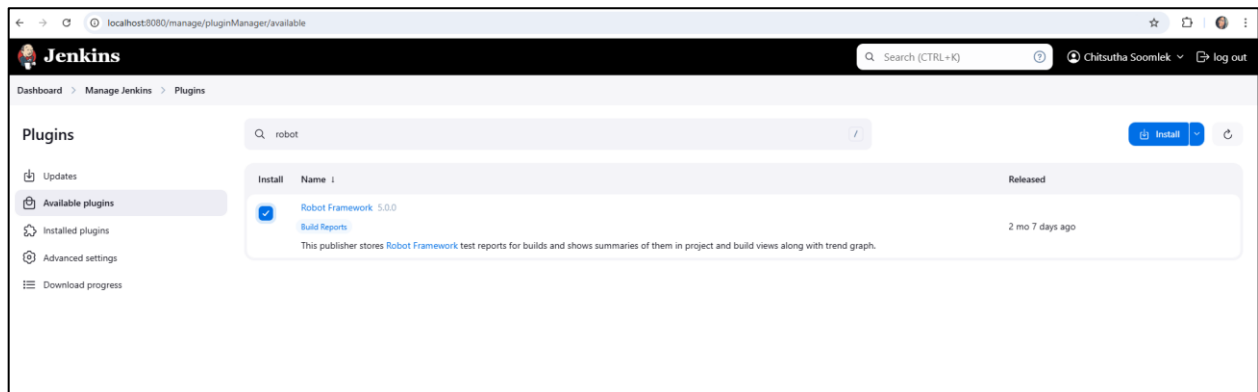 localhost:8080/manage/pluginManager/available
Jenkins
Search (CTRL+K)
Chitsutha Soomlek
log out
Dashboard > Manage Jenkins > Plugins
Plugins
robot
/
Install
Updates
Available plugins
Installed plugins
Advanced settings
Download progress
Install Name ↓ Released
Robot Framework 5.0.0
Build Reports
This publisher stores Robot Framework test reports for builds and shows summaries of them in project and build views along with trend graph.
2 mo 7 days ago